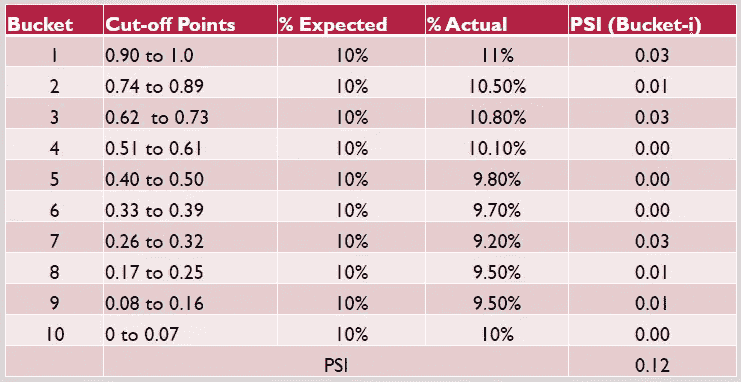 Bucket Cut-off Points % Expected % Actual PSI (Bucket-i)
1 0.90 to 1.0 10% 11% 0.03
2 0.74 to 0.89 10% 10.50% 0.01
3 0.62 to 0.73 10% 10.80% 0.03
4 0.51 to 0.61 10% 10.10% 0.00
5 0.40 to 0.50 10% 9.80% 0.00
6 0.33 to 0.39 10% 9.70% 0.00
7 0.26 to 0.32 10% 9.20% 0.03
8 0.17 to 0.25 10% 9.50% 0.01
9 0.08 to 0.16 10% 9.50% 0.01
10 0 to 0.07 10% 10% 0.00
PSI 0.12